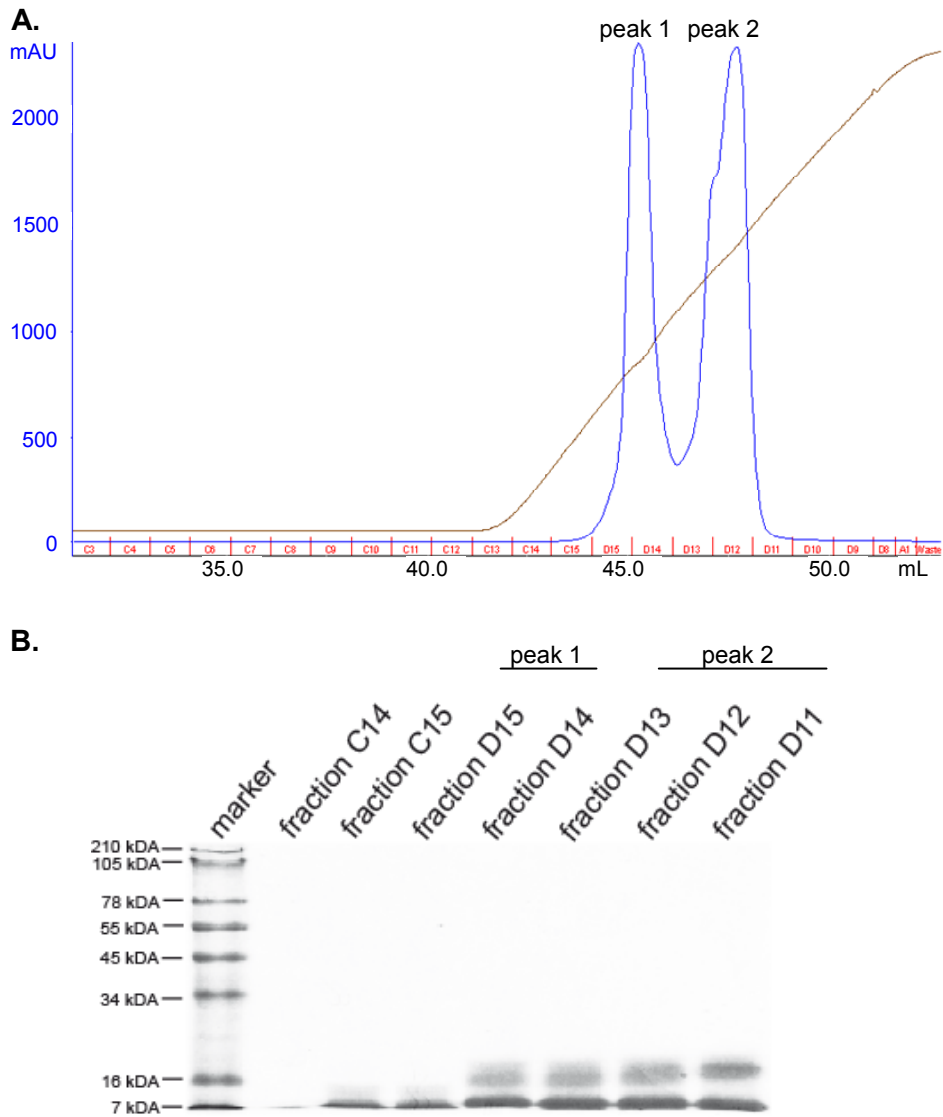 A.
mAU
peak 1 peak 2
2000
1500
1000
500
0
C3 C4 C5 C6 C7 C8 C9 C10 C11 C12 C13 C14 C15 D15 D14 D13 D12 D11 D10 D9 D8 A1 Waste
35.0 40.0 45.0 50.0 mL
B.
peak 1 peak 2
marker
fraction C14
fraction C15
fraction D15
fraction D14
fraction D13
fraction D12
fraction D11
210 kDA
105 kDA
78 kDA
55 kDA
45 kDA
34 kDA
16 kDA
7 kDA